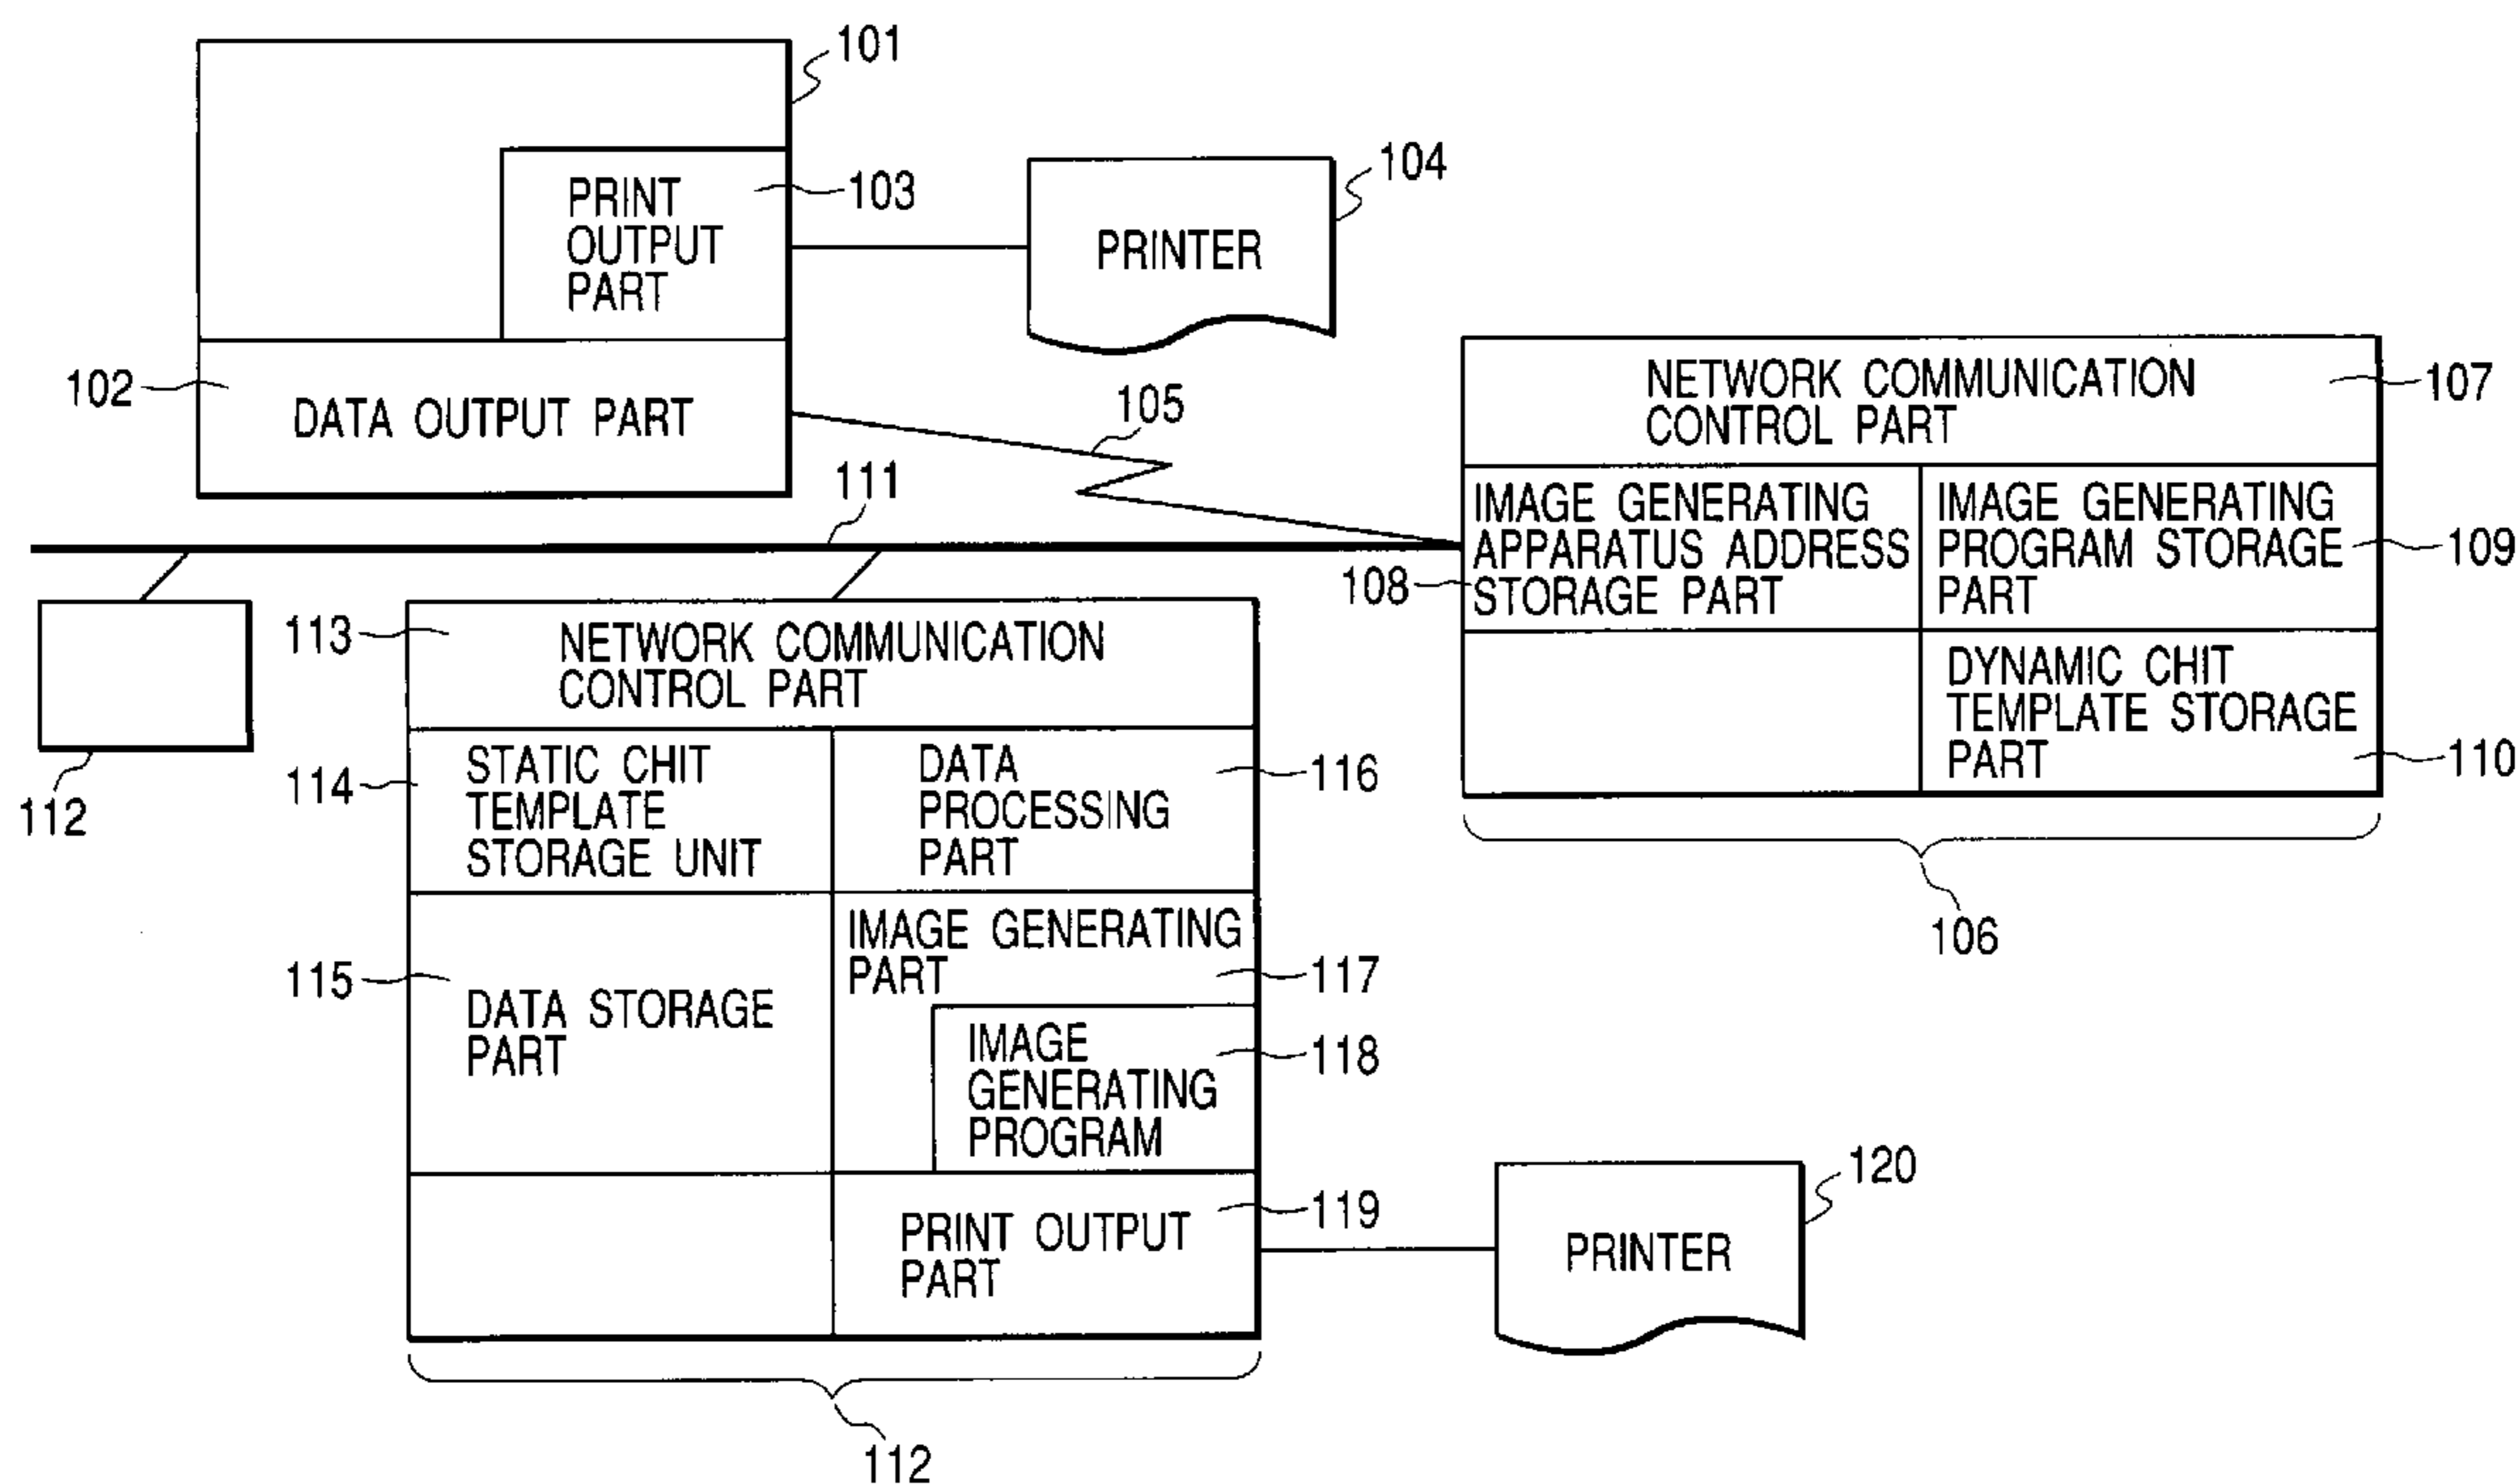 101
103
PRINT
OUTPUT
PART
104
PRINTER
102
DATA OUTPUT PART
105
111
107
NETWORK COMMUNICATION
CONTROL PART
108
IMAGE GENERATING
APPARATUS ADDRESS
STORAGE PART
IMAGE GENERATING
PROGRAM STORAGE
PART
109
DYNAMIC CHIT
TEMPLATE STORAGE
PART
110
106
112
113
NETWORK COMMUNICATION
CONTROL PART
114
STATIC CHIT
TEMPLATE
STORAGE UNIT
DATA
PROCESSING
PART
116
115
DATA STORAGE
PART
IMAGE GENERATING
PART
117
IMAGE
GENERATING
PROGRAM
118
PRINT OUTPUT
PART
119
PRINTER
120
112